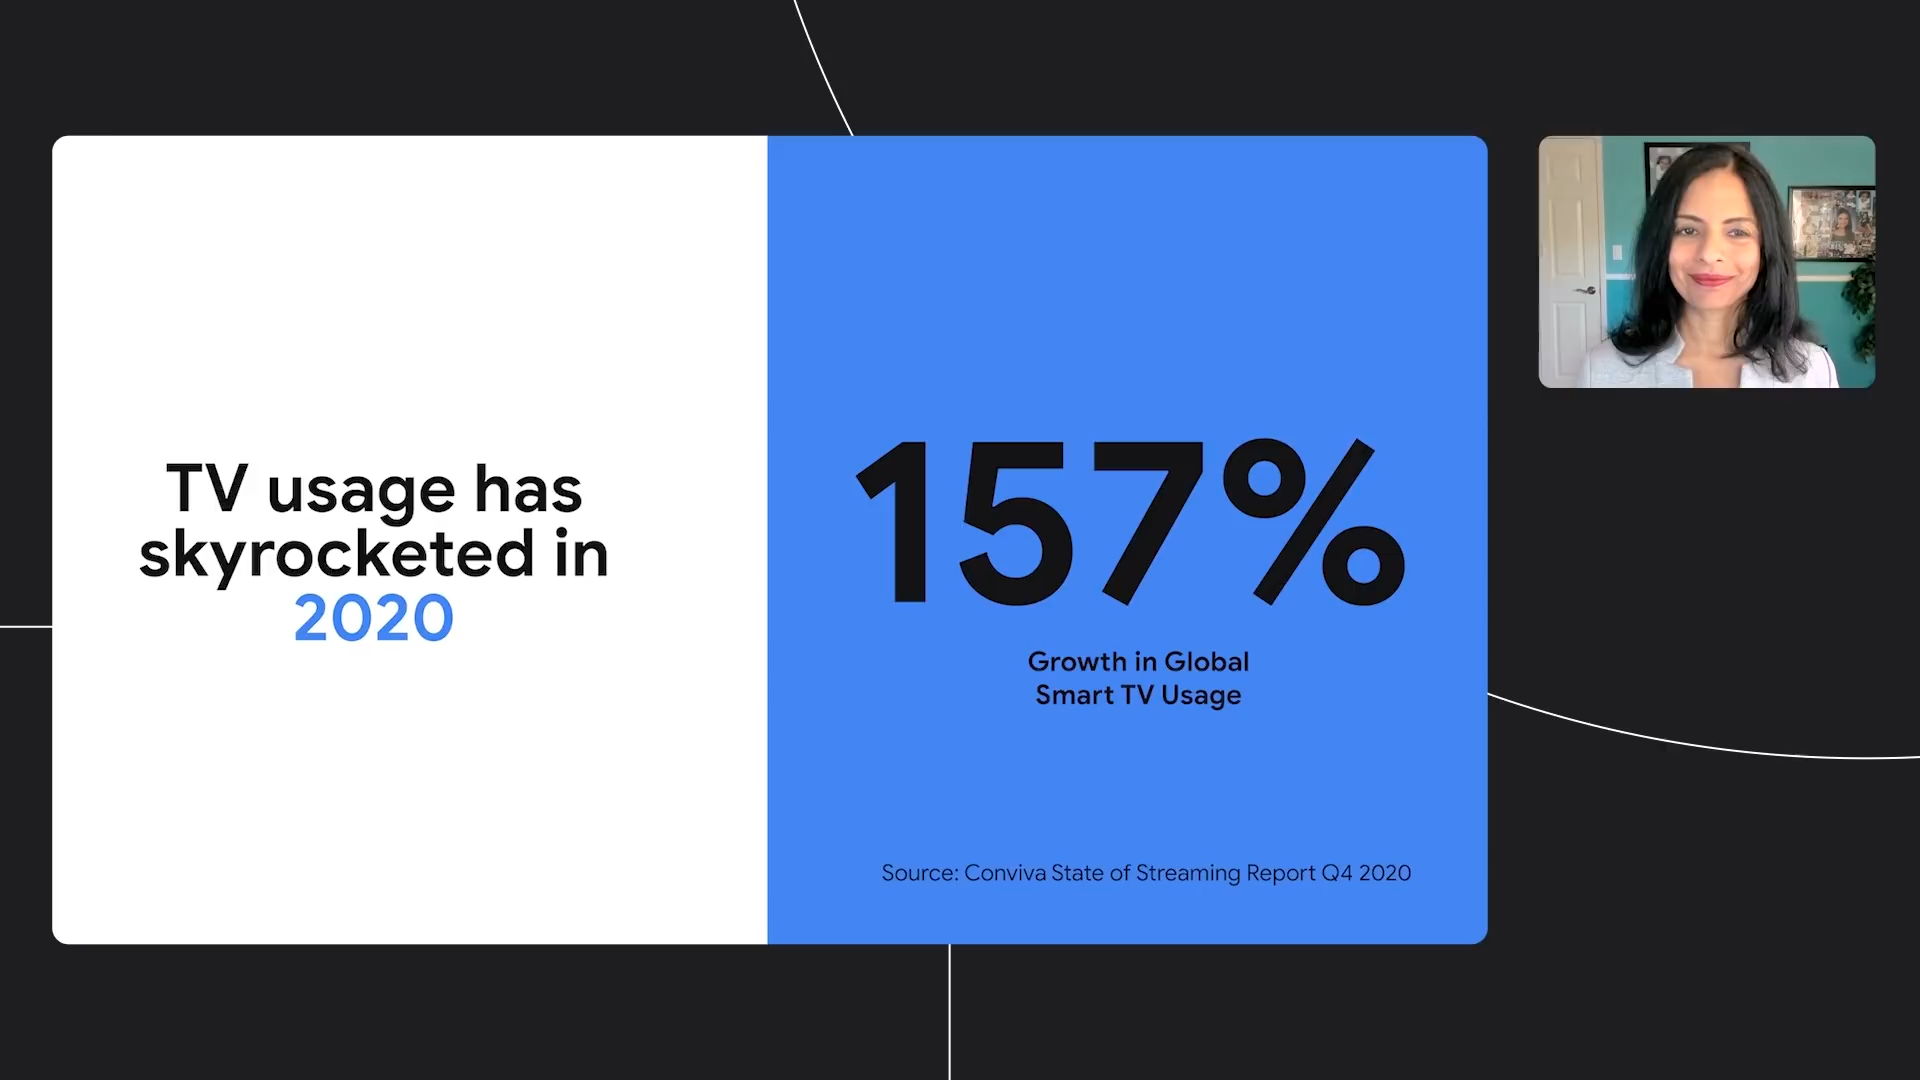 TV usage has
skyrocketed in
2020
157%
Growth in Global
Smart TV Usage
Source: Conviva State of Streaming Report Q4 2020